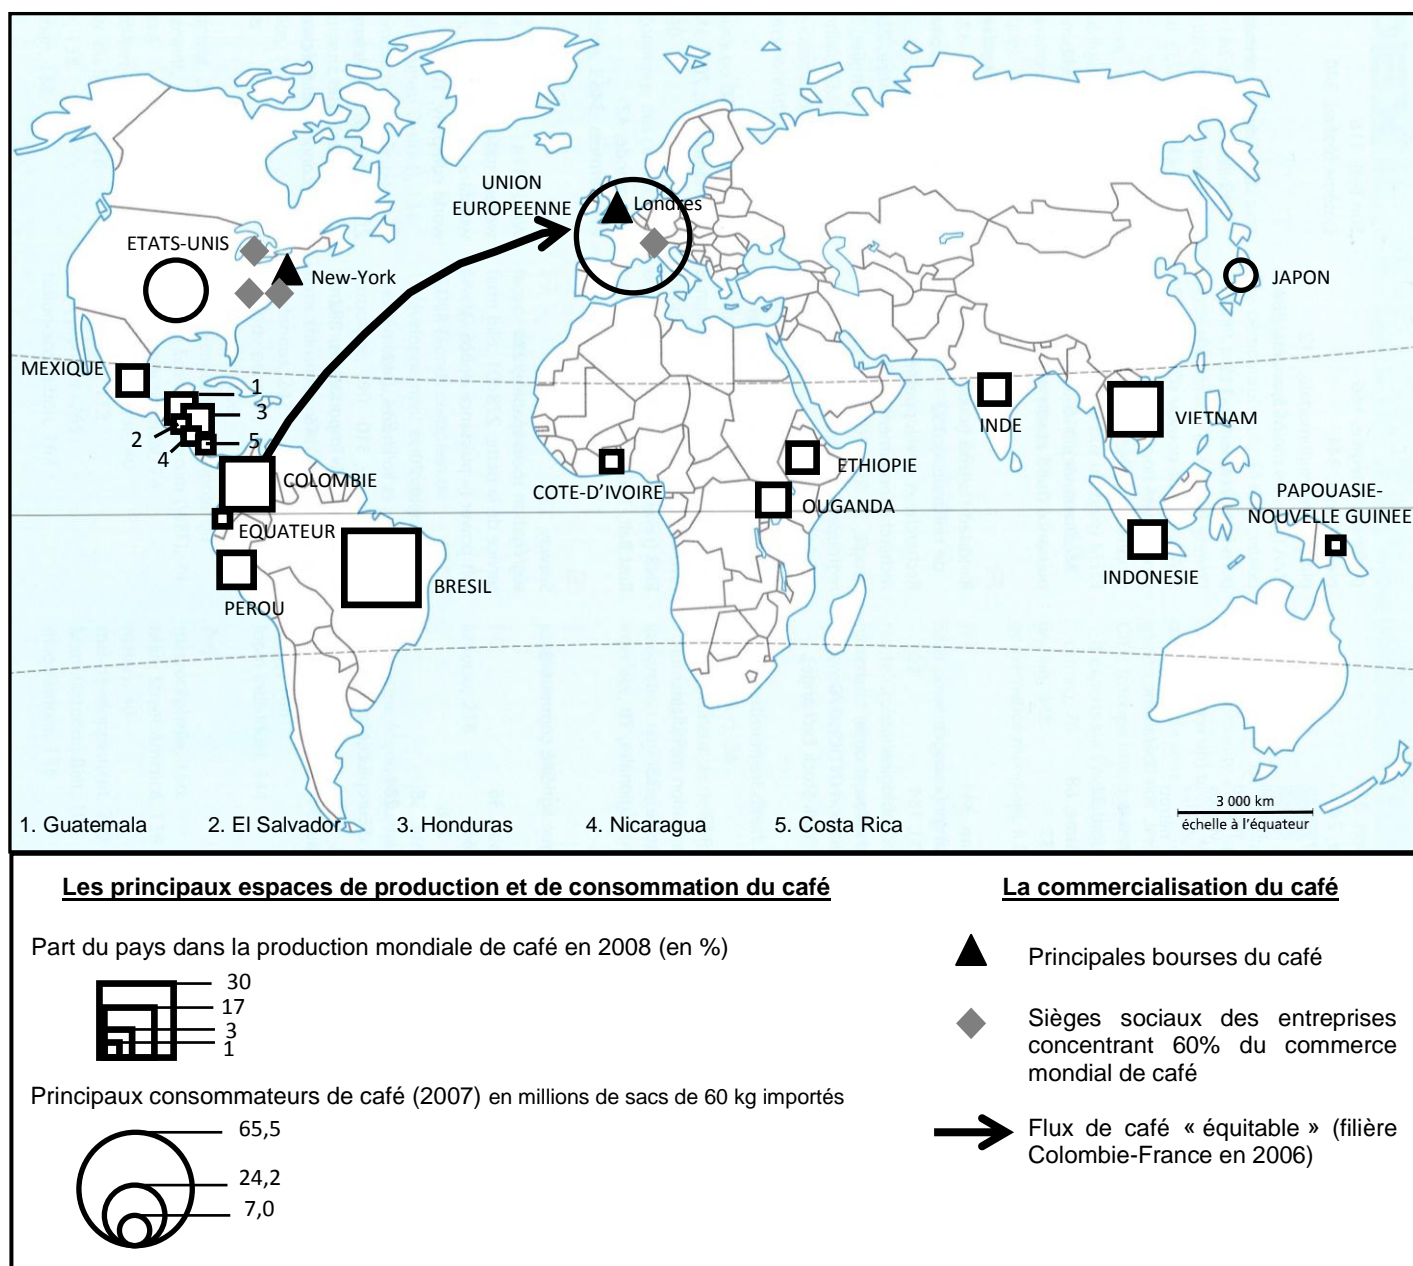 UNION
EUROPEENNE
Londres
ETATS-UNIS
New-York
JAPON
MEXIQUE
1
3
2
5
4
INDE
VIETNAM
COLOMBIE
COTE-D'IVOIRE
ETHIOPIE
OUGANDA
PAPOUASIE-
NOUVELLE GUINEE
EQUATEUR
BRESIL
INDONESIE
PEROU
3 000 km
échelle à l'équateur
1. Guatemala 2. El Salvador 3. Honduras 4. Nicaragua 5. Costa Rica
Les principaux espaces de production et de consommation du café
Part du pays dans la production mondiale de café en 2008 (en %)
30
17
3
1
Principaux consommateurs de café (2007) en millions de sacs de 60 kg importés
65,5
24,2
7,0
La commercialisation du café
Principales bourses du café
Sièges sociaux des entreprises
concentrant 60% du commerce
mondial de café
Flux de café « équitable » (filière
Colombie-France en 2006)